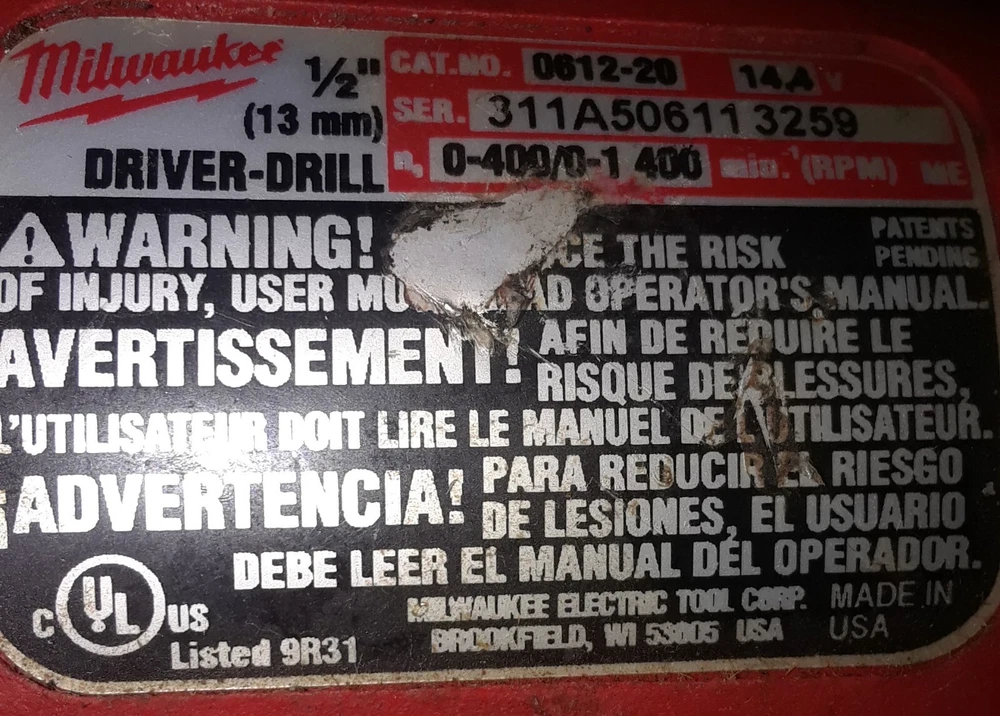 Milwaukee
1/2"
(13 mm)
DRIVER-DRILL
CAT.NO. 0612-20 14,4 V
SER. 311A506113259
n, 0-400/0-1 400 min.⁻¹(RPM) ME
PATENTS
PENDING
WARNING! CE THE RISK
OF INJURY, USER MU AD OPERATOR'S MANUAL.
AVERTISSEMENT! AFIN DE REDUIRE LE
RISQUE DE BLESSURES,
L'UTILISATEUR DOIT LIRE LE MANUEL DE L'UTILISATEUR.
¡ADVERTENCIA! PARA REDUCIR EL RIESGO
DE LESIONES, EL USUARIO
DEBE LEER EL MANUAL DEL OPERADOR.
C UL US
Listed 9R31
MILWAUKEE ELECTRIC TOOL CORP.
BROOKFIELD, WI 53005 USA
MADE IN
USA